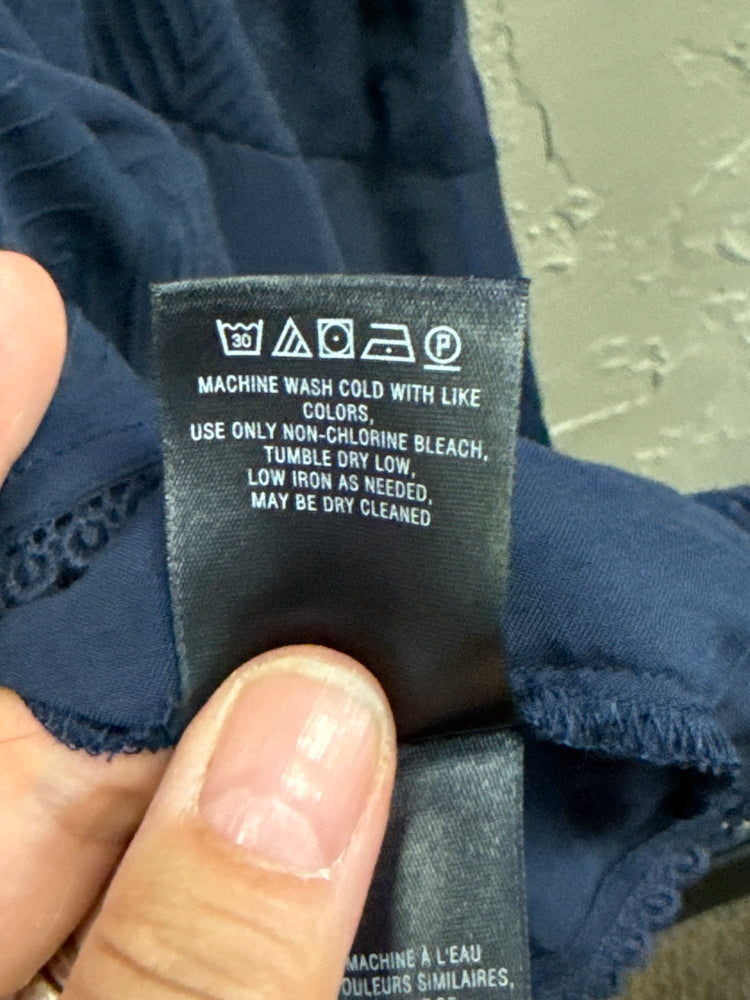 30 P
MACHINE WASH COLD WITH LIKE
COLORS,
USE ONLY NON-CHLORINE BLEACH,
TUMBLE DRY LOW,
LOW IRON AS NEEDED,
MAY BE DRY CLEANED
MACHINE À L'EAU
OULEURS SIMILAIRES,